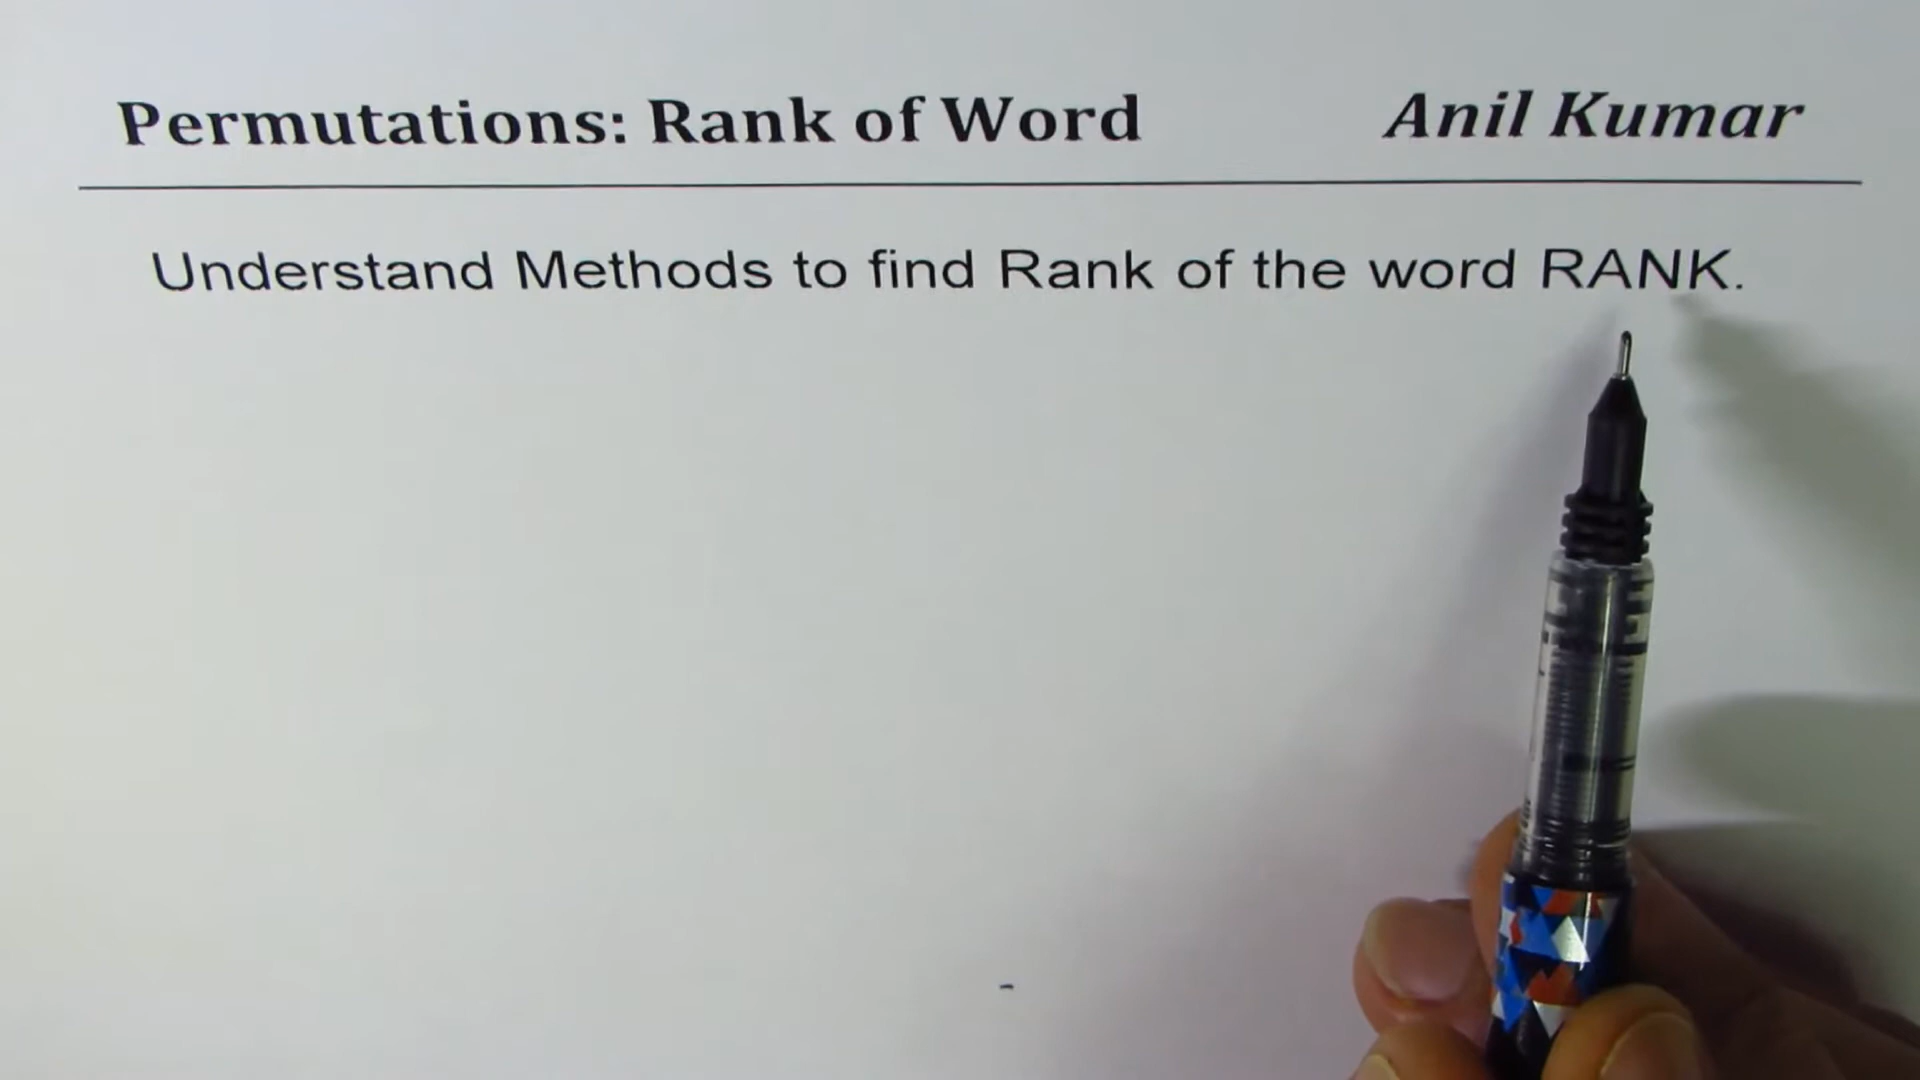 Permutations: Rank of Word Anil Kumar
Understand Methods to find Rank of the word RANK.